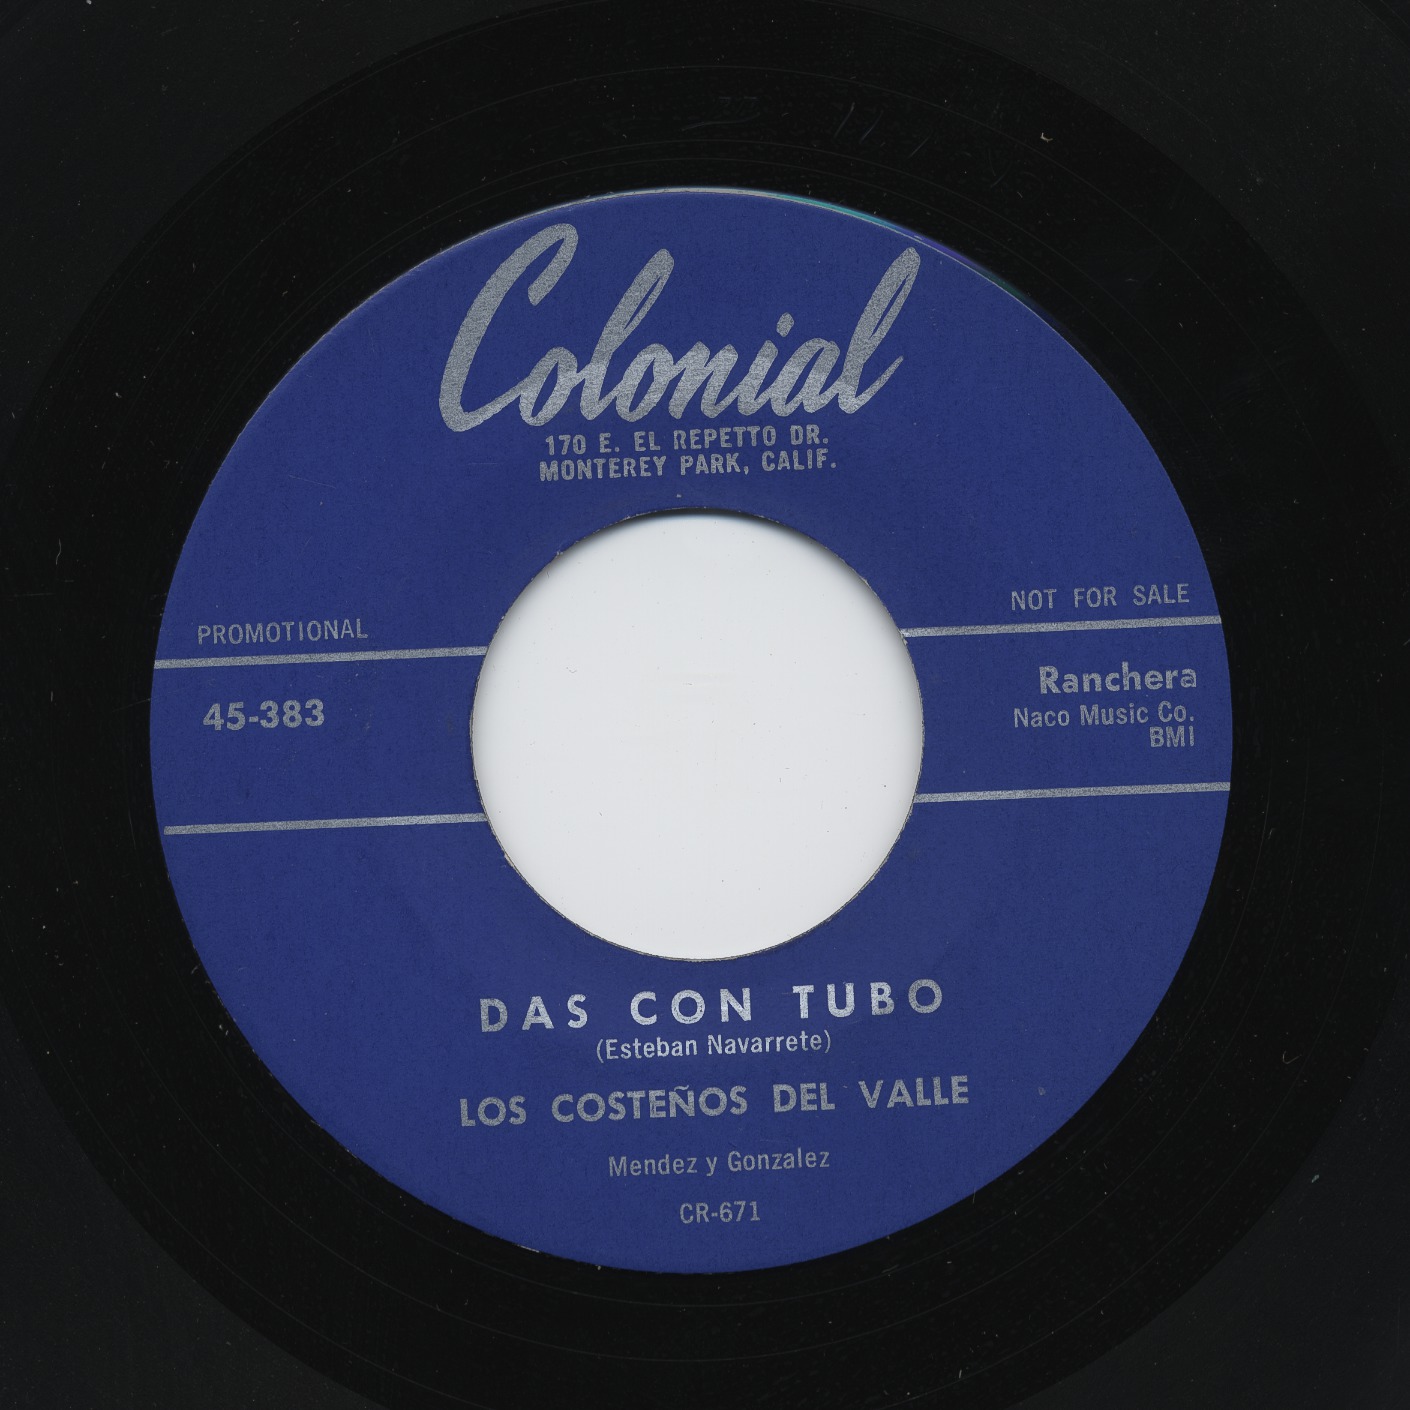 Colonial
170 E. EL REPETTO DR.
MONTEREY PARK, CALIF.
PROMOTIONAL
NOT FOR SALE
45-383
Ranchera
Naco Music Co.
BMI
DAS CON TUBO
(Esteban Navarrete)
LOS COSTEÑOS DEL VALLE
Mendez y Gonzalez
CR-671